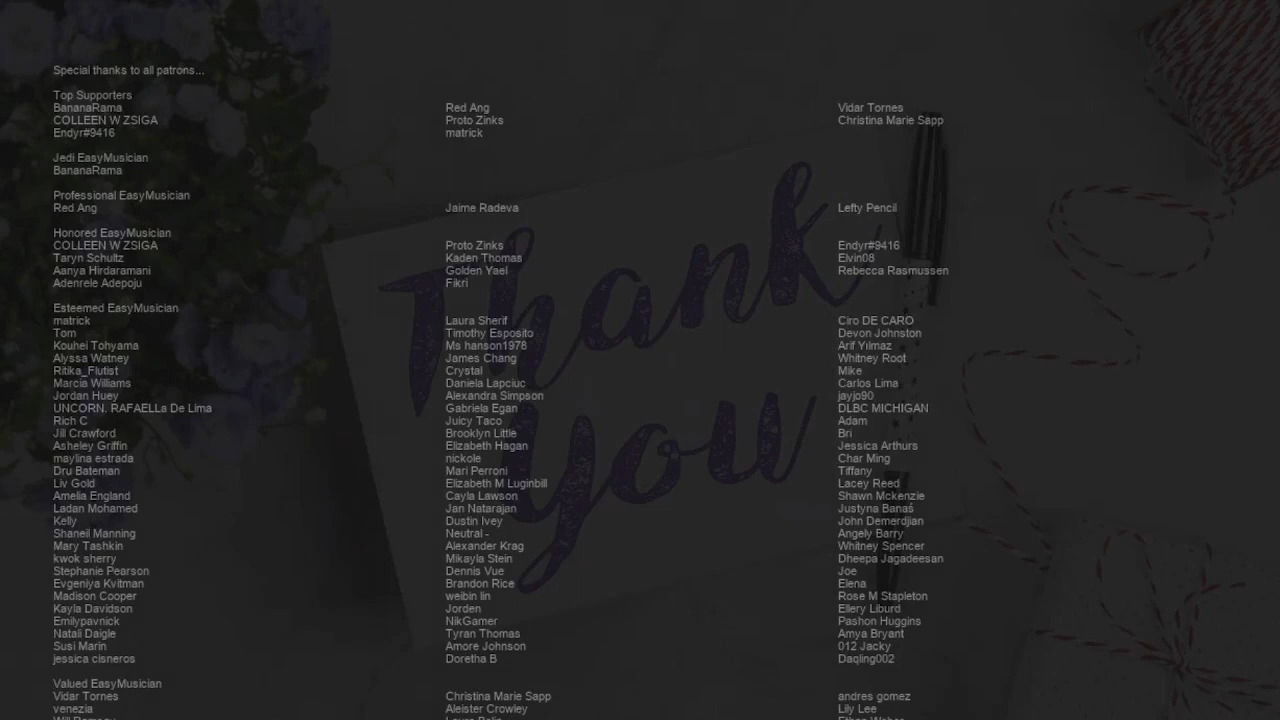 Special thanks to all patrons...
Top Supporters
BananaRama Red Ang Vidar Tornes
COLLEEN W ZSIGA Proto Zinks Christina Marie Sapp
Endyr#9416 matrick
Jedi EasyMusician
BananaRama
Professional EasyMusician
Red Ang Jaime Radeva Lefty Pencil
Honored EasyMusician
COLLEEN W ZSIGA Proto Zinks Endyr#9416
Taryn Schultz Kaden Thomas Elvin08
Aanya Hirdaramani Golden Yael Rebecca Rasmussen
Adenrele Adepoju Fikri
Esteemed EasyMusician
matrick Laura Sherif Ciro DE CARO
Tom Timothy Esposito Devon Johnston
Kouhei Tohyama Ms hanson1978 Arif Yılmaz
Alyssa Watney James Chang Whitney Root
Ritika_Flutist Crystal Mike
Marcia Williams Daniela Lapciuc Carlos Lima
Jordan Huey Alexandra Simpson jayjo90
UNCORN. RAFAELLa De Lima Gabriela Egan DLBC MICHIGAN
Rich C Juicy Taco Adam
Jill Crawford Brooklyn Little Bri
Asheley Griffin Elizabeth Hagan Jessica Arthurs
maylina estrada nickole Char Ming
Dru Bateman Mari Perroni Tiffany
Liv Gold Elizabeth M Luginbill Lacey Reed
Amelia England Cayla Lawson Shawn Mckenzie
Ladan Mohamed Jan Natarajan Justyna Banaś
Kelly Dustin Ivey John Demerdjian
Shaneil Manning Neutral - Angely Barry
Mary Tashkin Alexander Krag Whitney Spencer
kwok sherry Mikayla Stein Dheepa Jagadeesan
Stephanie Pearson Dennis Vue Joe
Evgeniya Kvitman Brandon Rice Elena
Madison Cooper weibin lin Rose M Stapleton
Kayla Davidson Jorden Ellery Liburd
Emilypavnick NikGamer Pashon Huggins
Natali Daigle Tyran Thomas Amya Bryant
Susi Marin Amore Johnson 012 Jacky
jessica cisneros Doretha B Daqling002
Valued EasyMusician
Vidar Tornes Christina Marie Sapp andres gomez
venezia Aleister Crowley Lily Lee
Thank
you